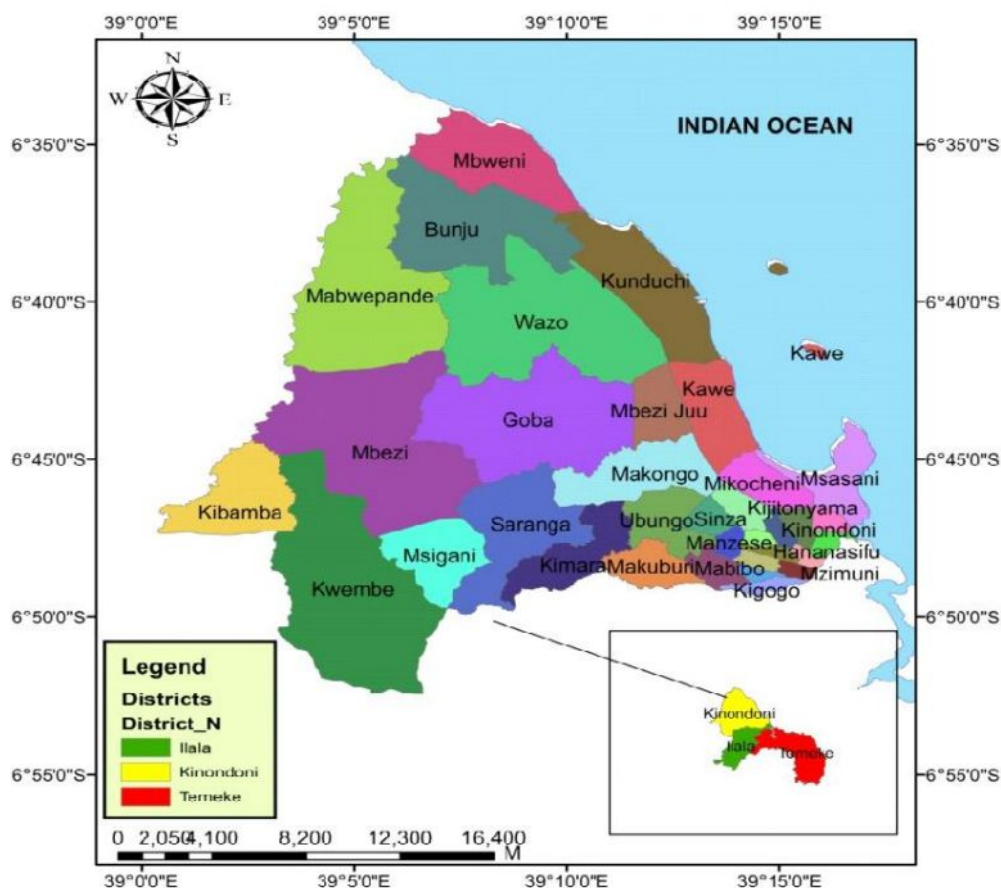 39°0'0"E 39°5'0"E 39°10'0"E 39°15'0"E
N
W E
S
INDIAN OCEAN
6°35'0"S 6°35'0"S
Mbweni
Bunju
Kunduchi
Mabwepande
6°40'0"S 6°40'0"S
Wazo
Kawe
Kawe
Mbezi Juu
Goba
Mbezi
6°45'0"S 6°45'0"S
Makongo
Mikocheni
Msasani
Kibamba
Kijitonyama
Saranga
Ubungo
Sinza
Kinondoni
Msigani
Manzese
Hananasifu
Kimara
Makuburi
Mabibo
Mzimuni
Kwembe
Kigogo
6°50'0"S 6°50'0"S
Legend
Districts
District_N
Ilala
Kinondoni
Temeke
Kinondoni
Ilala
Temeke
6°55'0"S 6°55'0"S
0 2,050 4,100 8,200 12,300 16,400
M
39°0'0"E 39°5'0"E 39°10'0"E 39°15'0"E